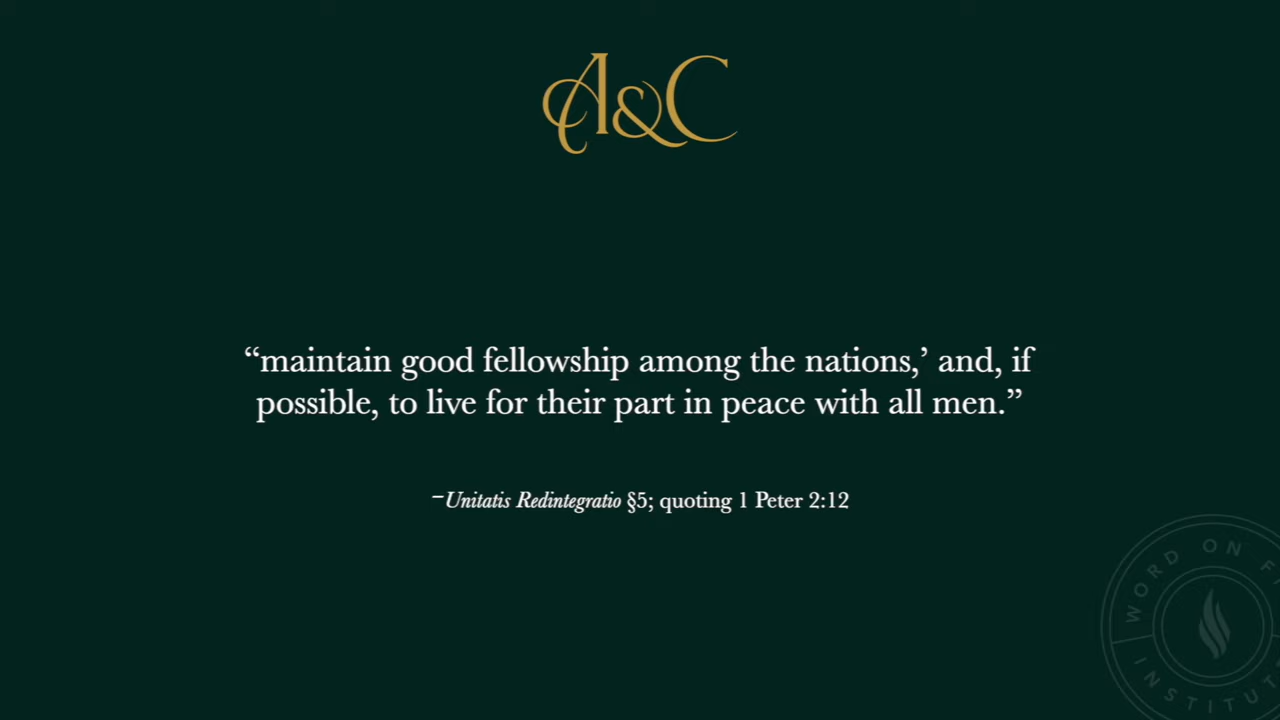 A&C
“maintain good fellowship among the nations,’ and, if
possible, to live for their part in peace with all men.”
–Unitatis Redintegratio §5; quoting 1 Peter 2:12
WORD ON
INSTITUT